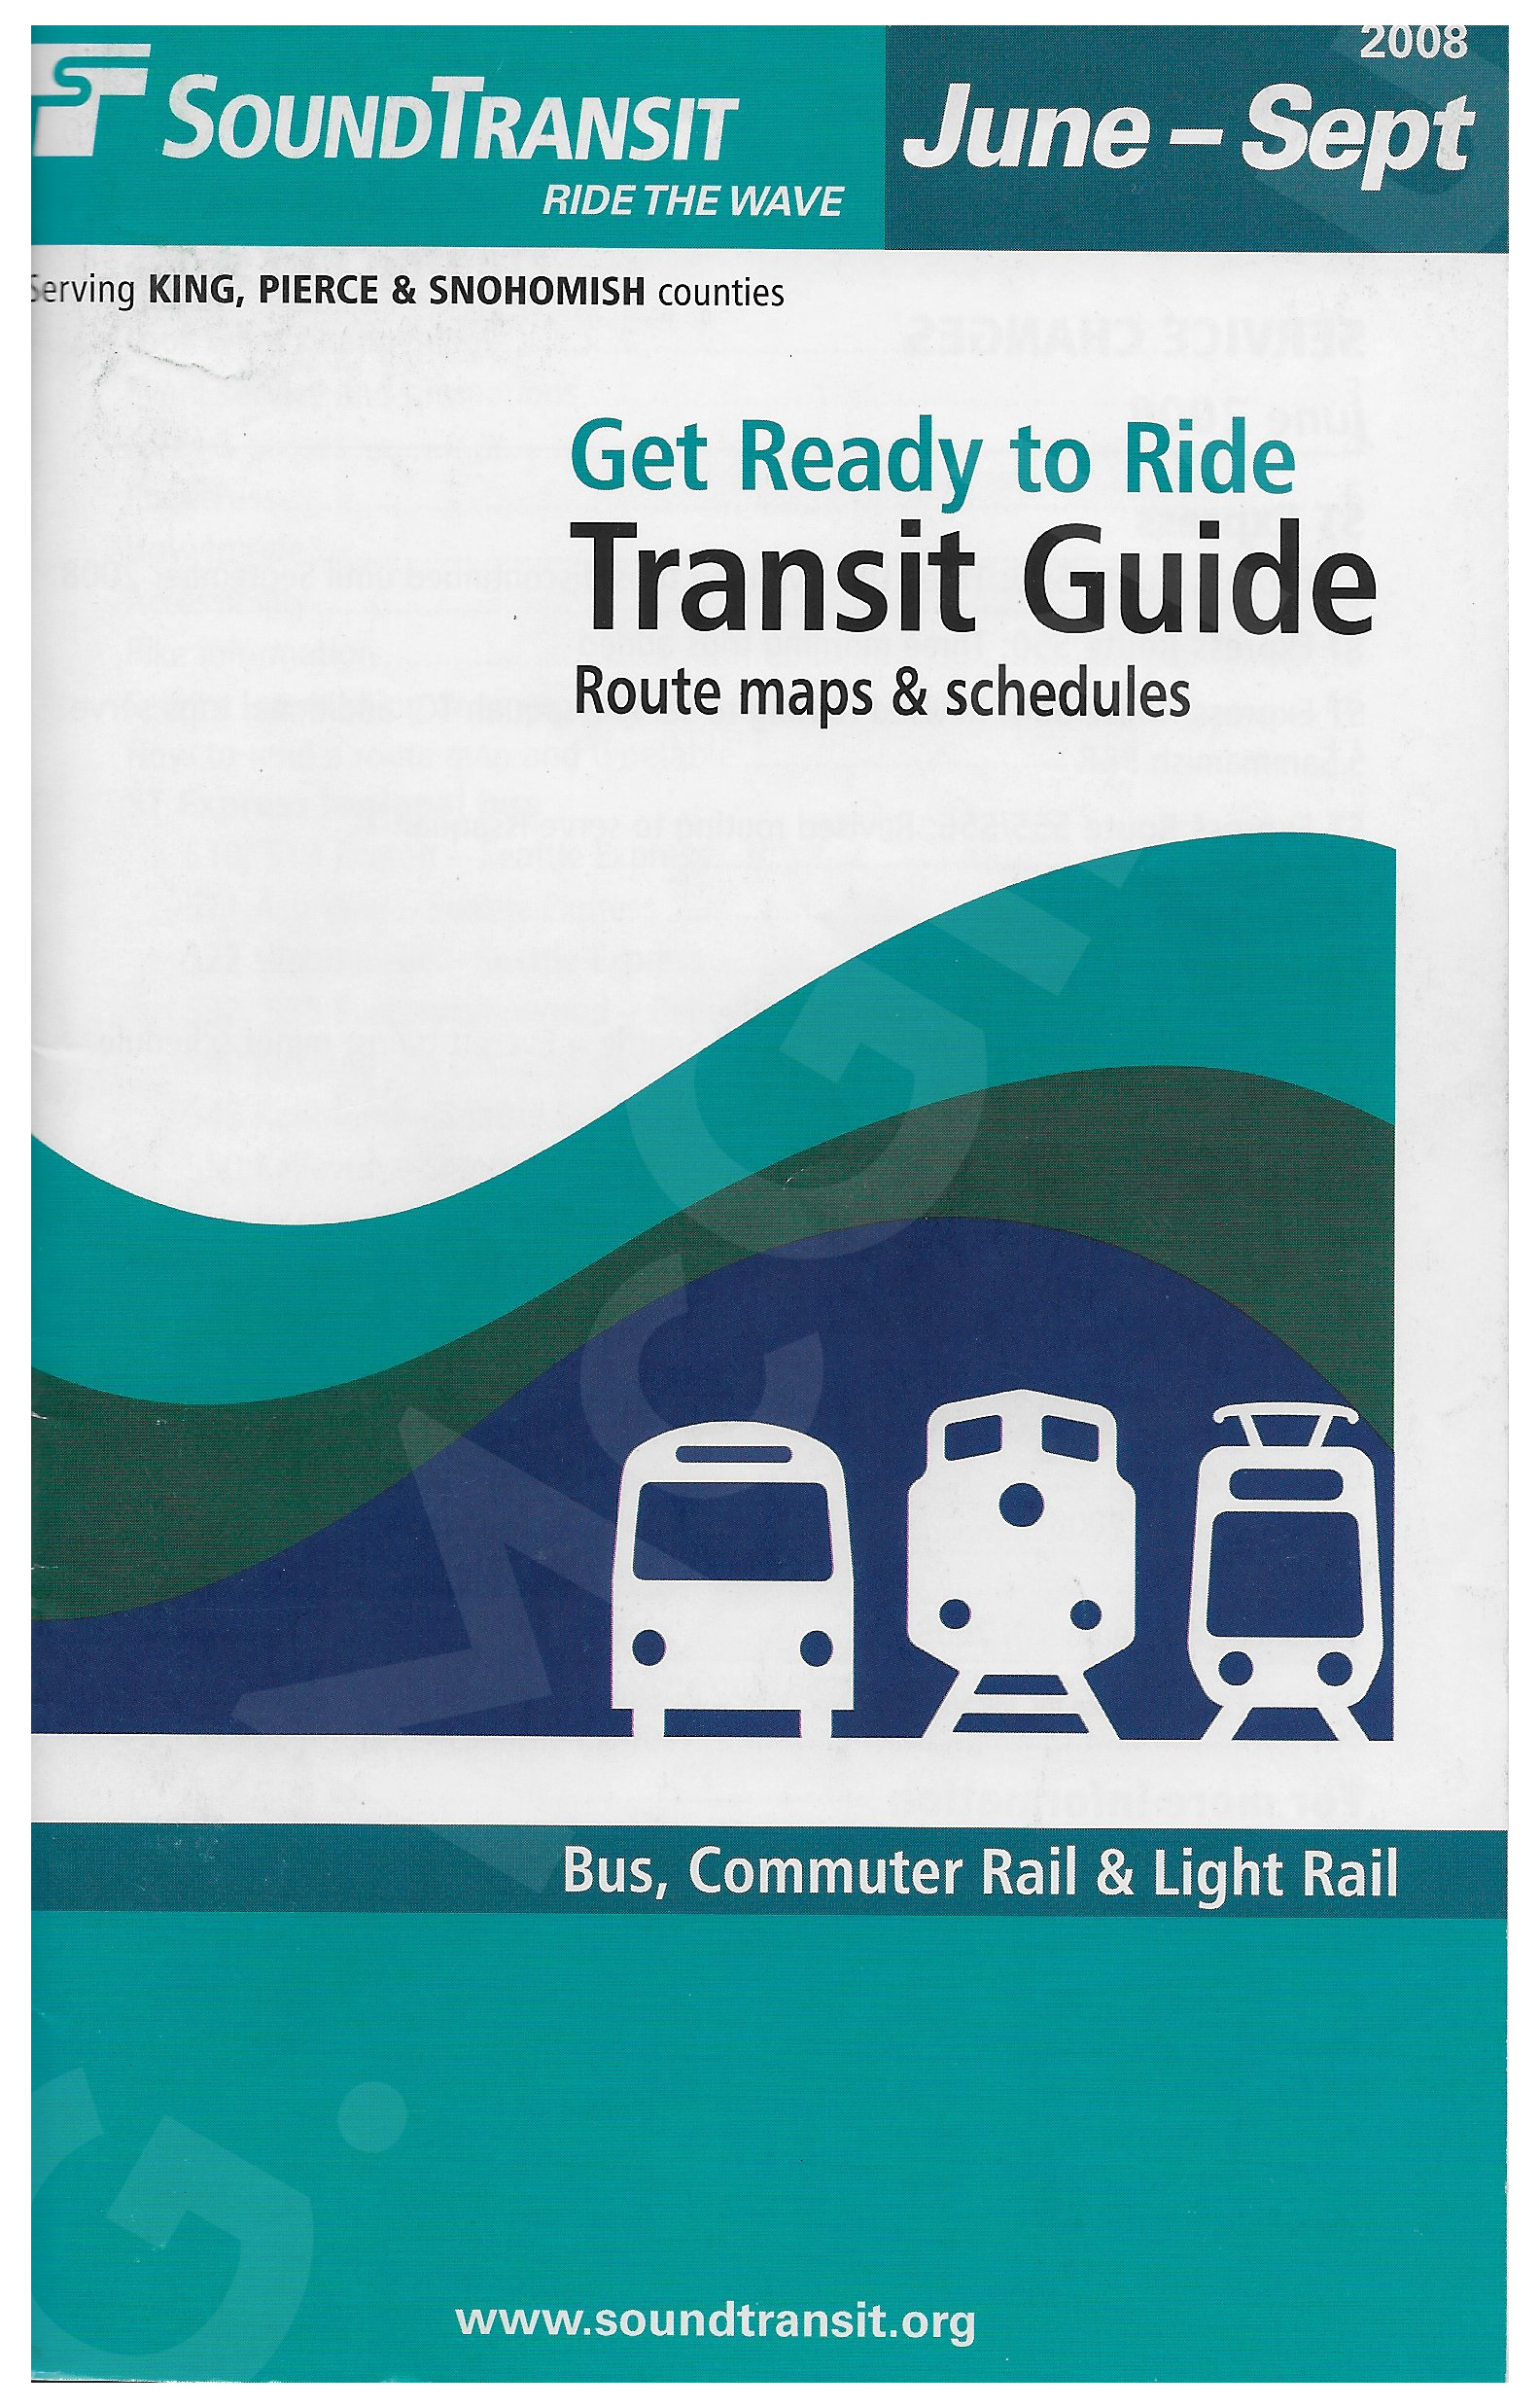 2008
SOUNDTRANSIT
RIDE THE WAVE
June – Sept
Serving KING, PIERCE & SNOHOMISH counties
Get Ready to Ride
Transit Guide
Route maps & schedules
Bus, Commuter Rail & Light Rail
www.soundtransit.org